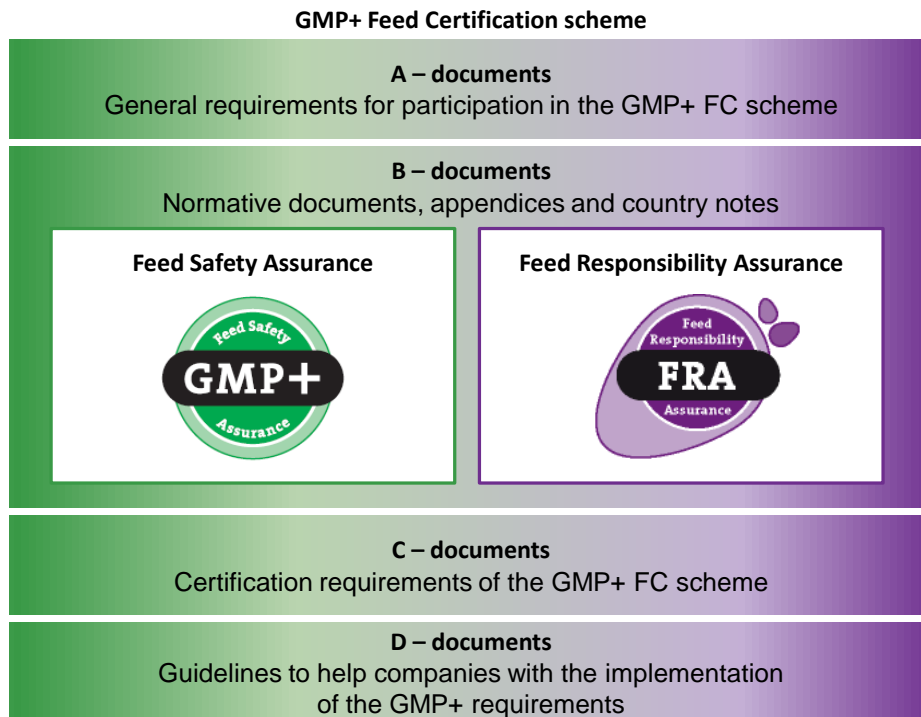 GMP+ Feed Certification scheme
A – documents
General requirements for participation in the GMP+ FC scheme
B – documents
Normative documents, appendices and country notes
Feed Safety Assurance
Feed Safety
GMP+
Assurance
Feed Responsibility Assurance
Feed
Responsibility
FRA
Assurance
C – documents
Certification requirements of the GMP+ FC scheme
D – documents
Guidelines to help companies with the implementation
of the GMP+ requirements